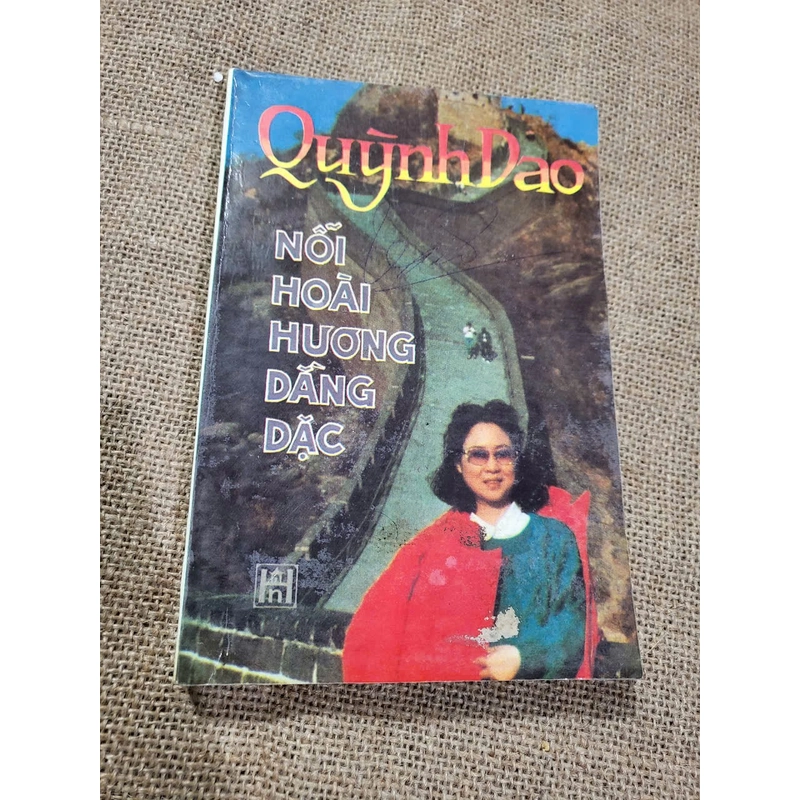 Quỳnh Dao
NỖI
HOÀI
HƯƠNG
DẰNG
DẶC